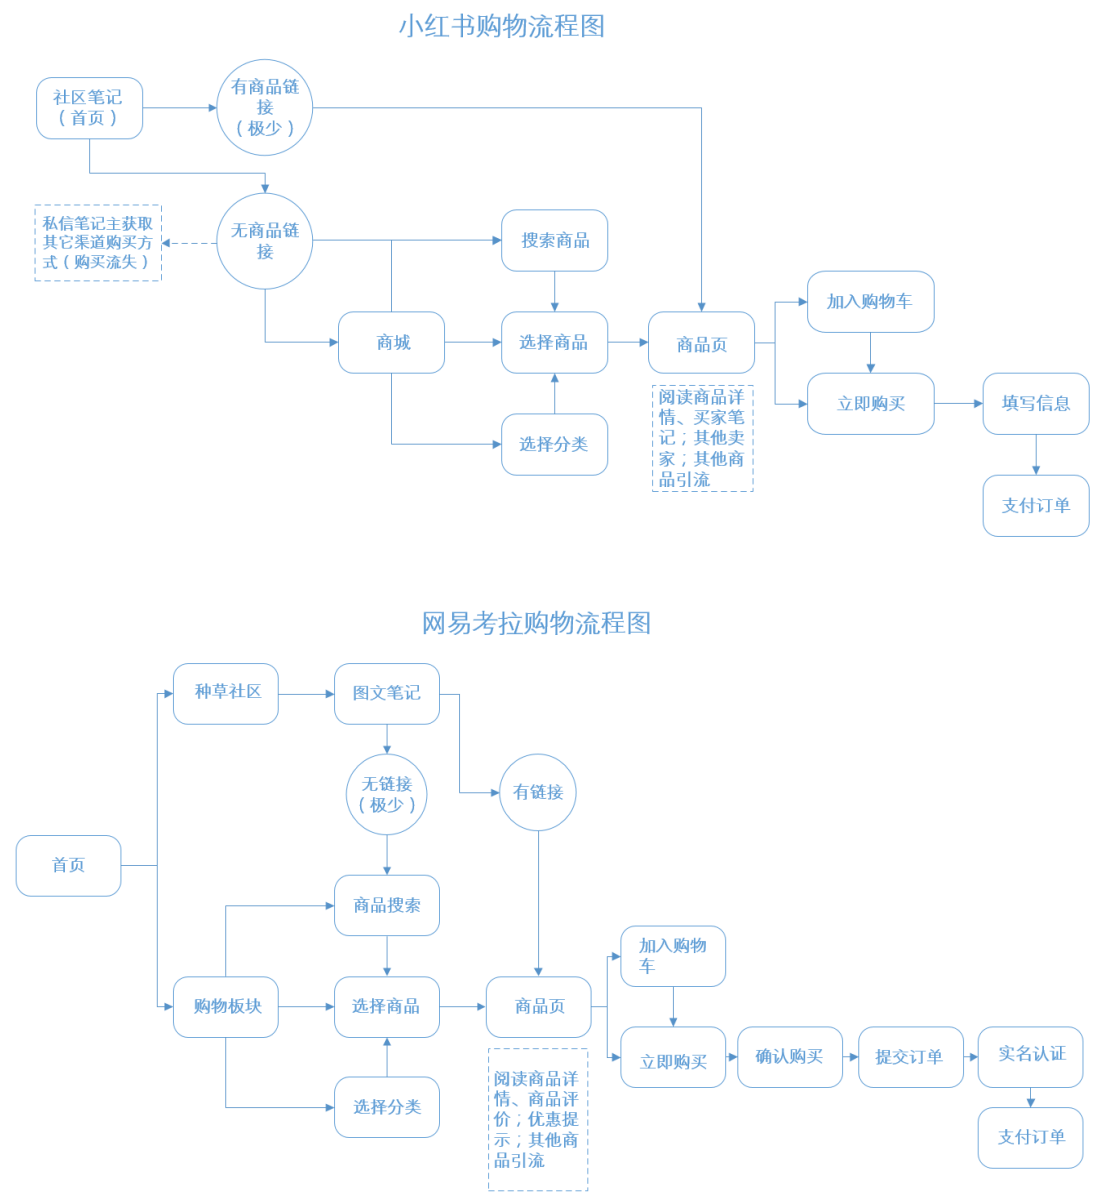 小红书购物流程图
社区笔记
（首页）
有商品链
接
（极少）
私信笔记主获取
其它渠道购买方
式（购买流失）
无商品链
接
搜索商品
商城
选择商品
选择分类
商品页
阅读商品详
情、买家笔
记；其他卖
家；其他商
品引流
加入购物车
立即购买
填写信息
支付订单
网易考拉购物流程图
种草社区
图文笔记
无链接
（极少）
有链接
首页
商品搜索
购物板块
选择商品
选择分类
商品页
阅读商品详
情、商品评
价；优惠提
示；其他商
品引流
加入购物
车
立即购买
确认购买
提交订单
实名认证
支付订单